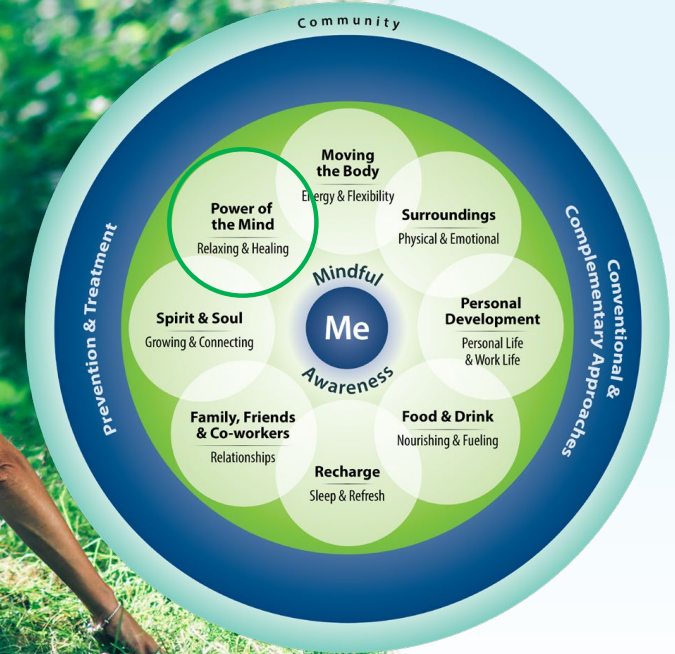 Community
Moving
the Body
Energy & Flexibility
Surroundings
Physical & Emotional
Personal
Development
Personal Life
& Work Life
Food & Drink
Nourishing & Fueling
Recharge
Sleep & Refresh
Family, Friends
& Co-workers
Relationships
Spirit & Soul
Growing & Connecting
Power of
the Mind
Relaxing & Healing
Mindful
Me
Awareness
Prevention & Treatment
Conventional &
Complementary Approaches